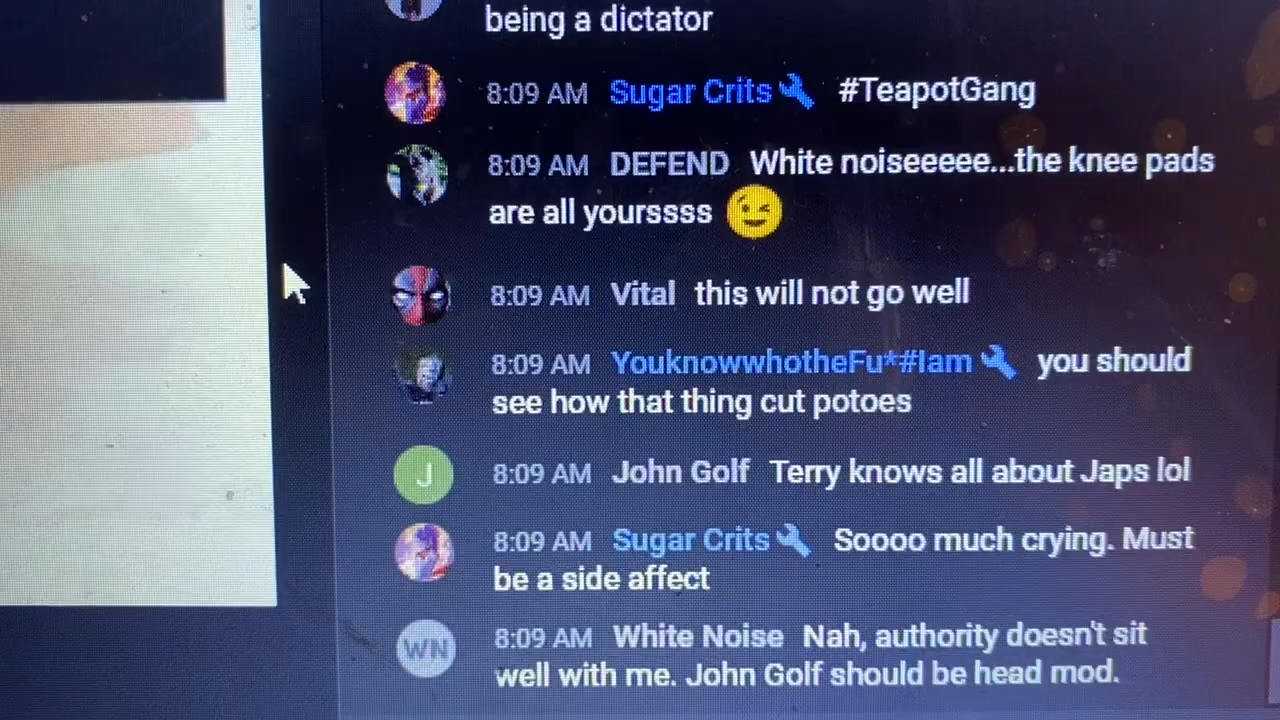 being a dictator
8:09 AM Sugar Crits #TeapotGang
8:09 AM DEFEND White noiseeeee...the knee pads
are all yourssss 😉
8:09 AM Vital this will not go well
8:09 AM YouknowwhotheFu*#Iam you should
see how that thing cut potoes
J 8:09 AM John Golf Terry knows all about Japs lol
8:09 AM Sugar Crits Soooo much crying. Must
be a side affect
WN 8:09 AM White Noise Nah, authority doesn't sit
well with me. John Golf should be head mod.